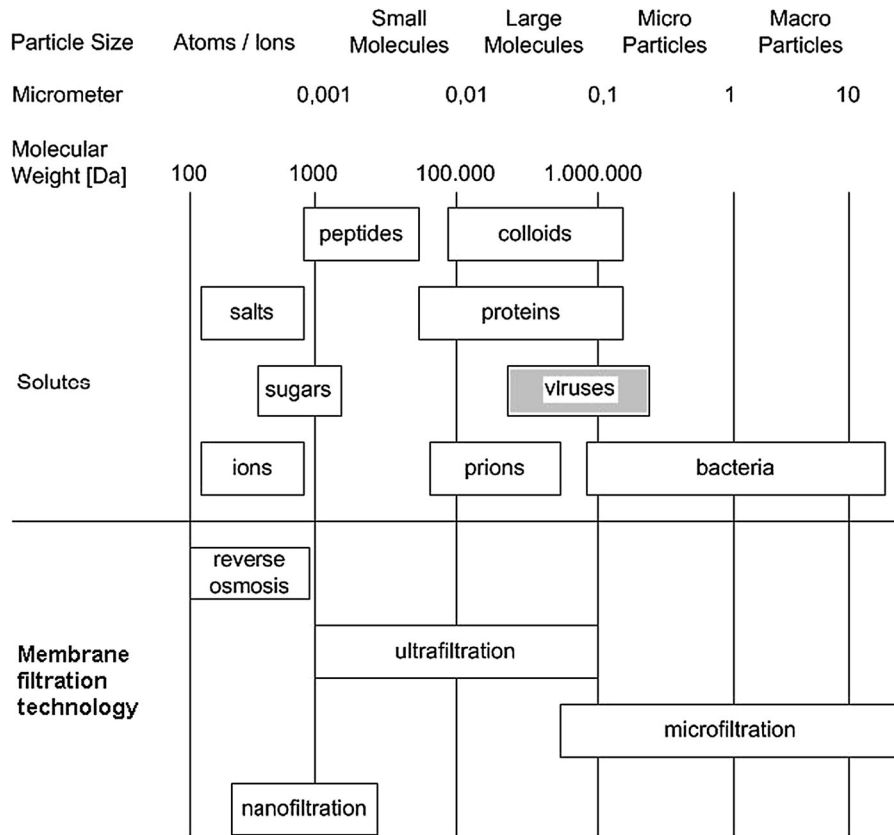 Particle Size Atoms / Ions Small Molecules Large Molecules Micro Particles Macro Particles
Micrometer 0,001 0,01 0,1 1 10
Molecular
Weight [Da] 100 1000 100.000 1.000.000
peptides colloids
salts proteins
Solutes sugars viruses
ions prions bacteria
reverse
osmosis
Membrane
filtration
technology
ultrafiltration
microfiltration
nanofiltration